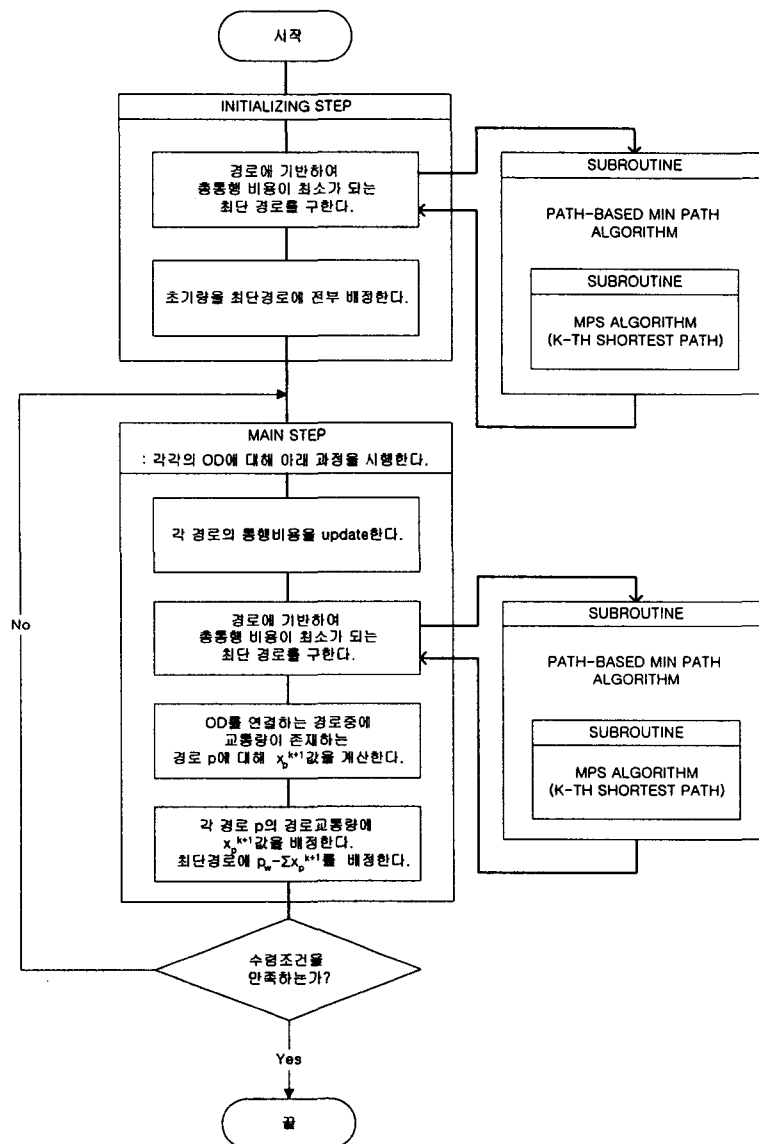 시작
INITIALIZING STEP
경로에 기반하여
총통행 비용이 최소가 되는
최단 경로를 구한다.
초기량을 최단경로에 전부 배정한다.
SUBROUTINE
PATH-BASED MIN PATH
ALGORITHM
SUBROUTINE
MPS ALGORITHM
(K-TH SHORTEST PATH)
MAIN STEP
: 각각의 OD에 대해 아래 과정을 시행한다.
각 경로의 통행비용을 update한다.
경로에 기반하여
총통행 비용이 최소가 되는
최단 경로를 구한다.
OD를 연결하는 경로중에
교통량이 존재하는
경로 p에 대해 xₚᵏ⁺¹값을 계산한다.
각 경로 p의 경로교통량에
xₚᵏ⁺¹값을 배정한다.
최단경로에 p_w-Σxₚᵏ⁺¹를 배정한다.
SUBROUTINE
PATH-BASED MIN PATH
ALGORITHM
SUBROUTINE
MPS ALGORITHM
(K-TH SHORTEST PATH)
No
수렴조건을
만족하는가?
Yes
끝